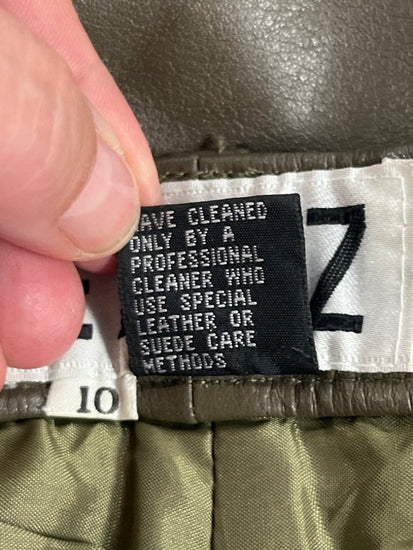 AVE CLEANED
ONLY BY A
PROFESSIONAL
CLEANER WHO
USE SPECIAL
LEATHER OR
SUEDE CARE
METHODS
Z
10